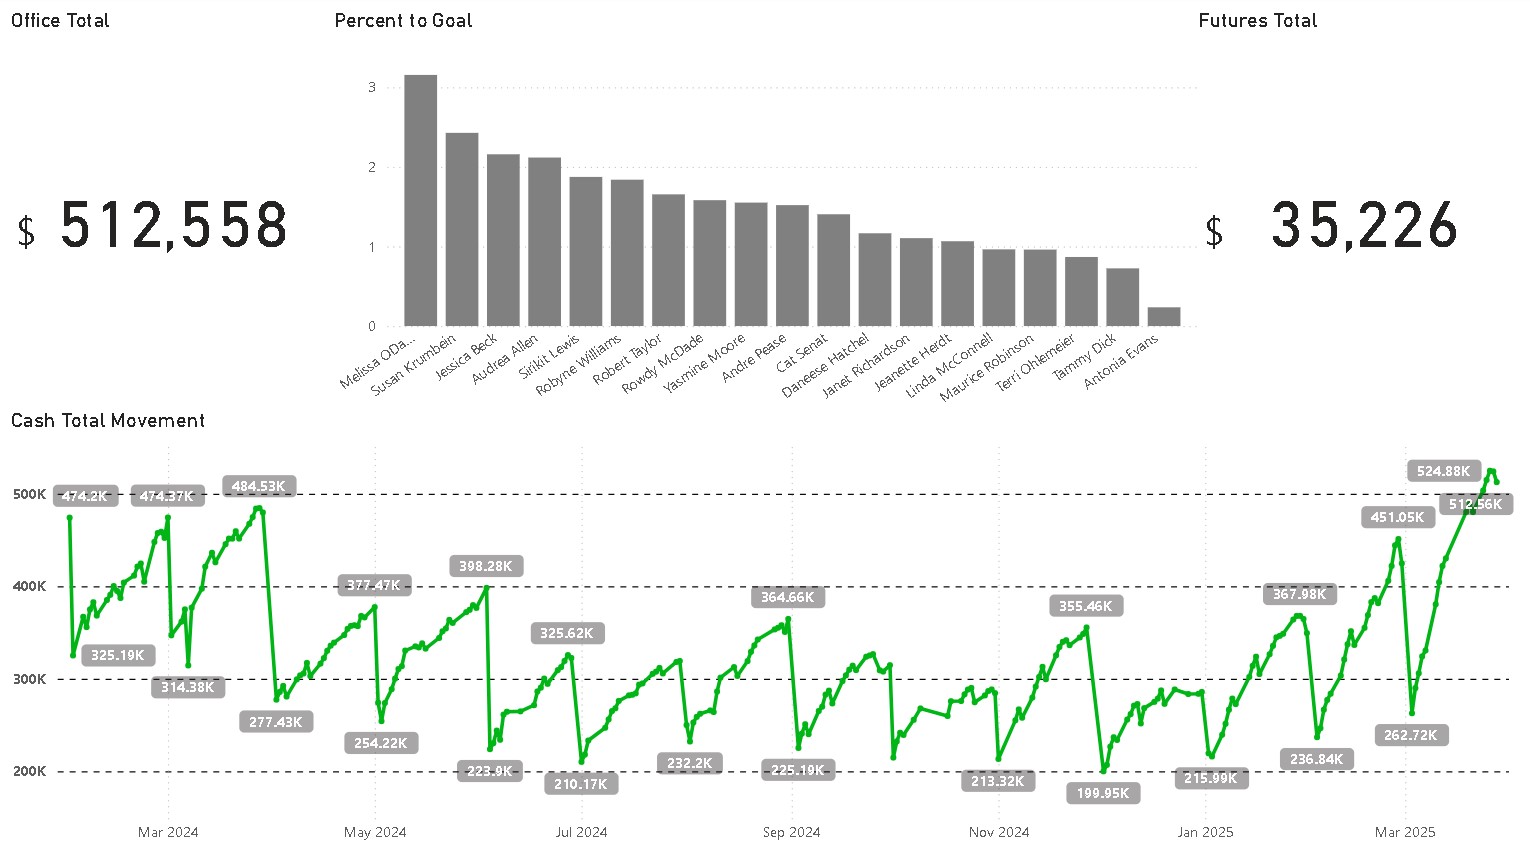 Office Total
$ 512,558
Percent to Goal
3
2
1
0
Melissa ODa...
Susan Krumbein
Jessica Beck
Audrea Allen
Sirikit Lewis
Robyne Williams
Robert Taylor
Rowdy McDade
Yasmine Moore
Andre Pease
Cat Senat
Daneese Hatchel
Janet Richardson
Jeanette Herdt
Linda McConnell
Maurice Robinson
Terri Ohlemeier
Tammy Dick
Antonia Evans
Futures Total
$ 35,226
Cash Total Movement
500K
400K
300K
200K
474.2K
325.19K
474.37K
314.38K
484.53K
277.43K
377.47K
254.22K
398.28K
223.9K
325.62K
210.17K
232.2K
364.66K
225.19K
213.32K
355.46K
199.95K
215.99K
367.98K
236.84K
451.05K
262.72K
524.88K
512.56K
Mar 2024
May 2024
Jul 2024
Sep 2024
Nov 2024
Jan 2025
Mar 2025